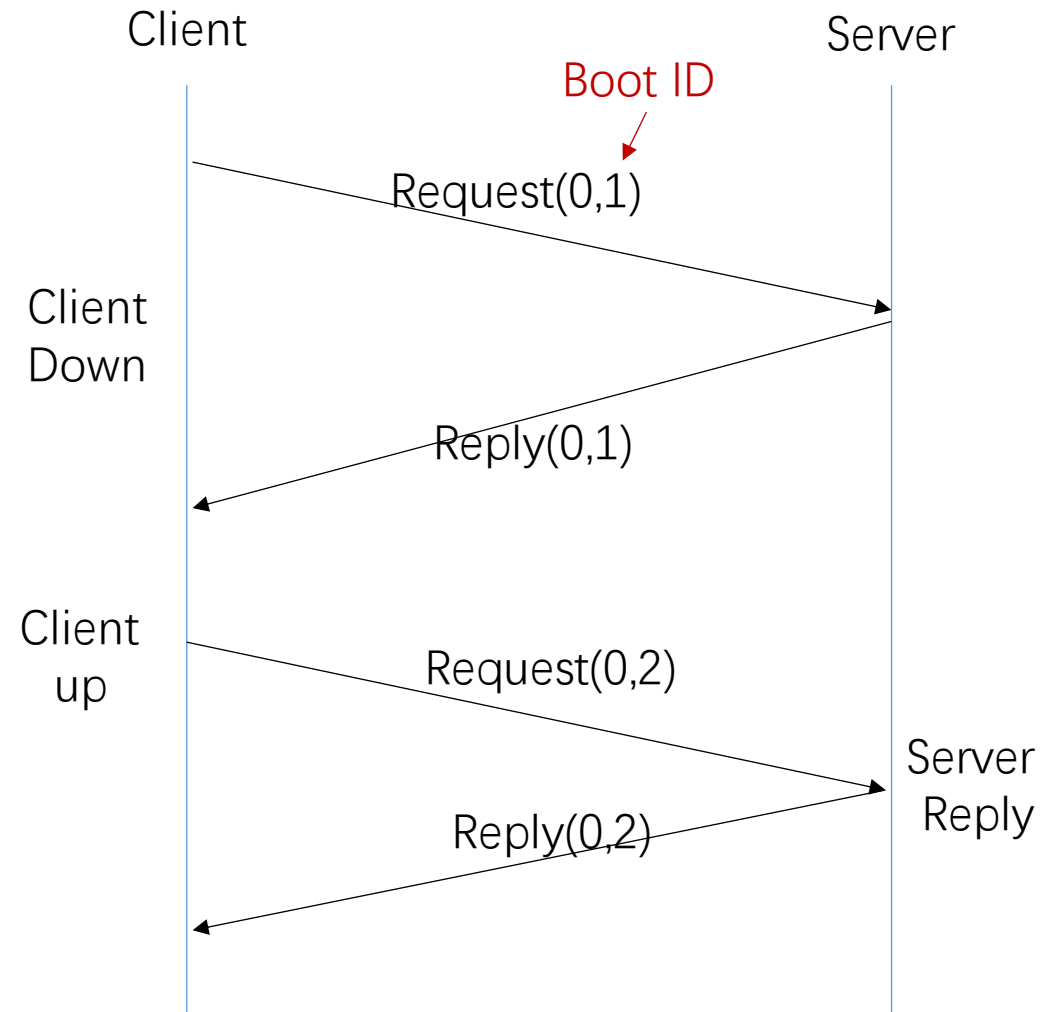 Client
Server
Boot ID
Request(0,1)
Client
Down
Reply(0,1)
Client
up
Request(0,2)
Server
Reply
Reply(0,2)